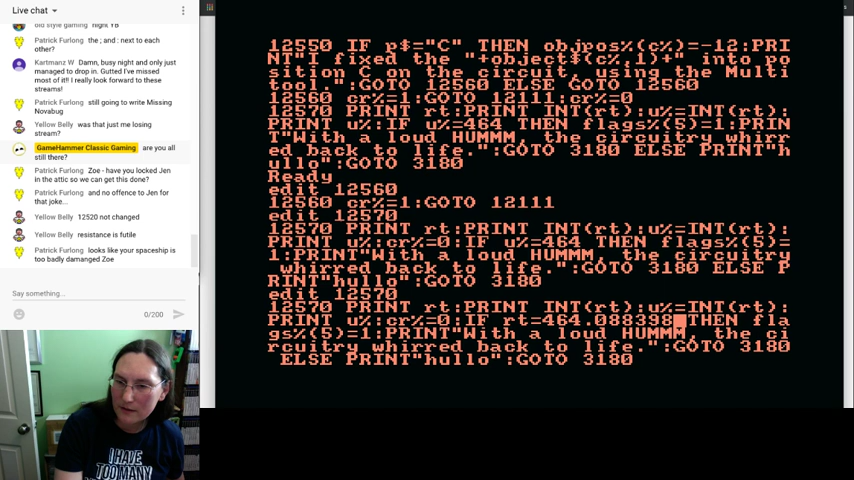 Live chat
old style gaming night YB
Patrick Furlong the ; and : next to each
other?
Kartmanz W Damn, busy night and only just
managed to drop in. Gutted I've missed
most of it!! I really look forward to these
streams!
Patrick Furlong still going to write Missing
Novabug
Yellow Belly was that just me losing
stream?
GameHammer Classic Gaming are you all
still there?
Patrick Furlong Zoe - have you locked Jen
in the attic so we can get this done?
Patrick Furlong and no offence to Jen for
that joke...
Yellow Belly 12520 not changed
Yellow Belly resistance is futile
Patrick Furlong looks like your spaceship is
too badly damanged Zoe
Say something...
0/200
I HAVE
TOO MANY
12550 IF p$="C" THEN objpos%(c%)=-12:PRI
NT"I fixed the "+object$(c%,1)+" into po
sition C on the circuit, using the Multi
tool.":GOTO 12560 ELSE GOTO 12560
12560 cr%=1:GOTO 12111:cr%=0
12570 PRINT rt:PRINT INT(rt):u%=INT(rt):
PRINT u%:IF u%=464 THEN flags%(5)=1:PRIN
T"With a loud HUMMM, the circuitry whirr
ed back to life.":GOTO 3180 ELSE PRINT"h
ullo":GOTO 3180
Ready
edit 12560
12560 cr%=1:GOTO 12111
edit 12570
12570 PRINT rt:PRINT INT(rt):u%=INT(rt):
PRINT u%:cr%=0:IF u%=464 THEN flags%(5)=
1:PRINT"With a loud HUMMM, the circuitry
whirred back to life.":GOTO 3180 ELSE P
RINT"hullo":GOTO 3180
edit 12570
12570 PRINT rt:PRINT INT(rt):u%=INT(rt):
PRINT u%:cr%=0:IF rt=464.088398 THEN fla
gs%(5)=1:PRINT"With a loud HUMMM, the ci
rcuitry whirred back to life.":GOTO 3180
ELSE PRINT"hullo":GOTO 3180